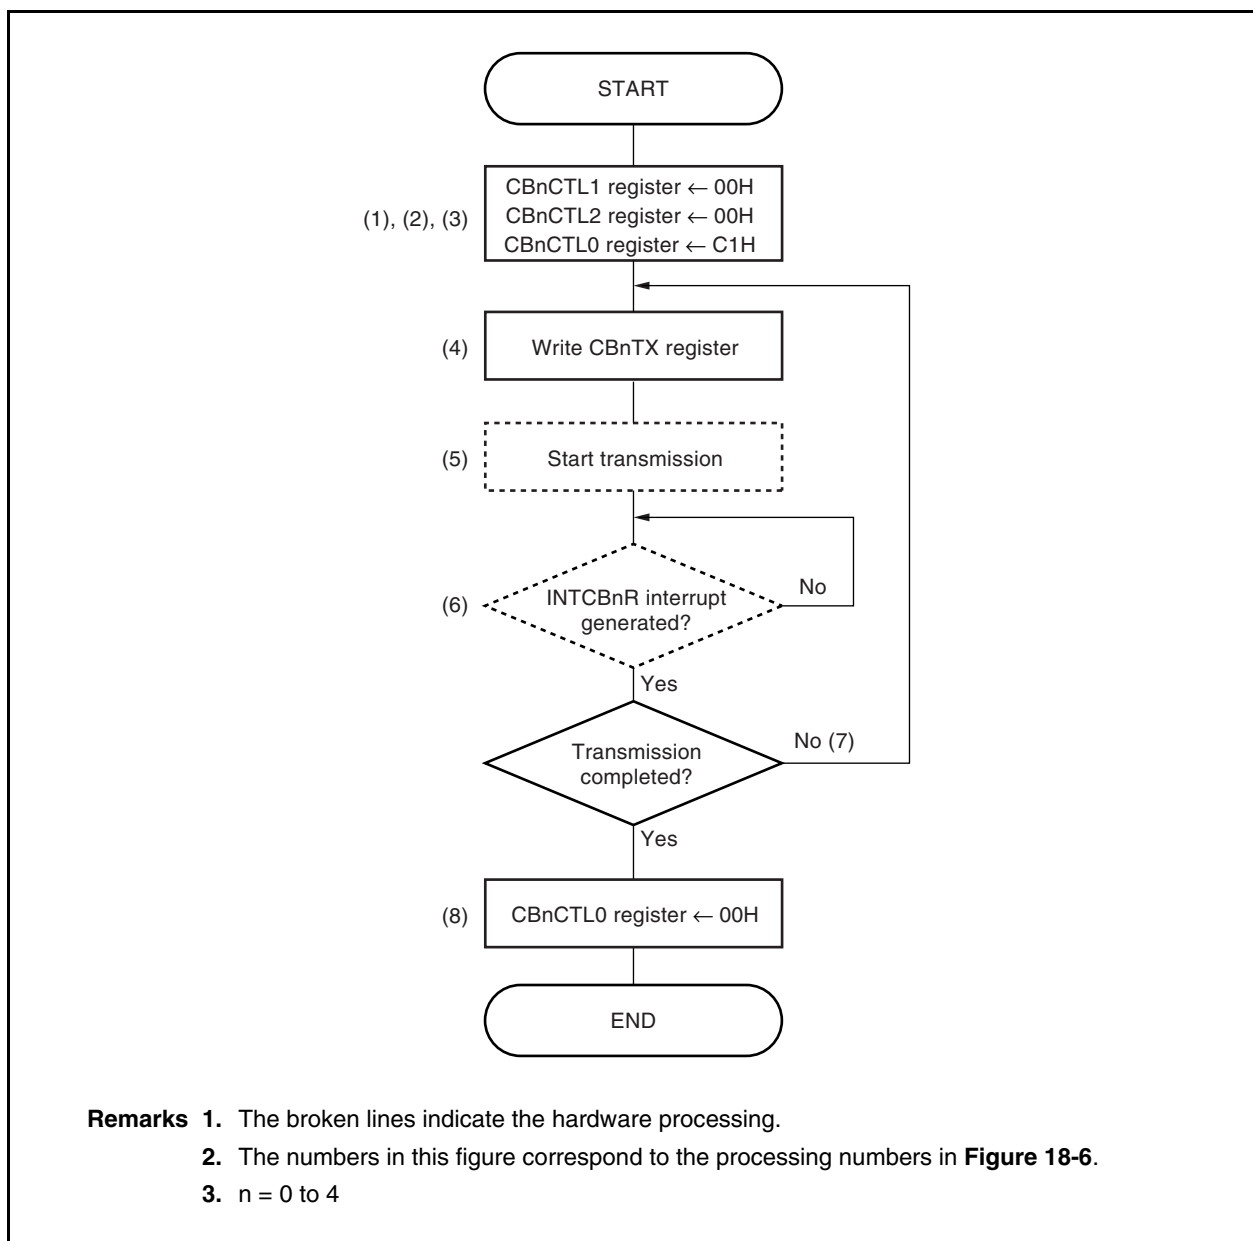 START
CBnCTL1 register ← 00H
CBnCTL2 register ← 00H
(1), (2), (3)
CBnCTL0 register ← C1H
(4)
Write CBnTX register
(5)
Start transmission
(6)
INTCBnR interrupt
generated?
No
Yes
Transmission
completed?
No (7)
Yes
(8)
CBnCTL0 register ← 00H
END
Remarks 1. The broken lines indicate the hardware processing.
2. The numbers in this figure correspond to the processing numbers in Figure 18-6.
3. n = 0 to 4